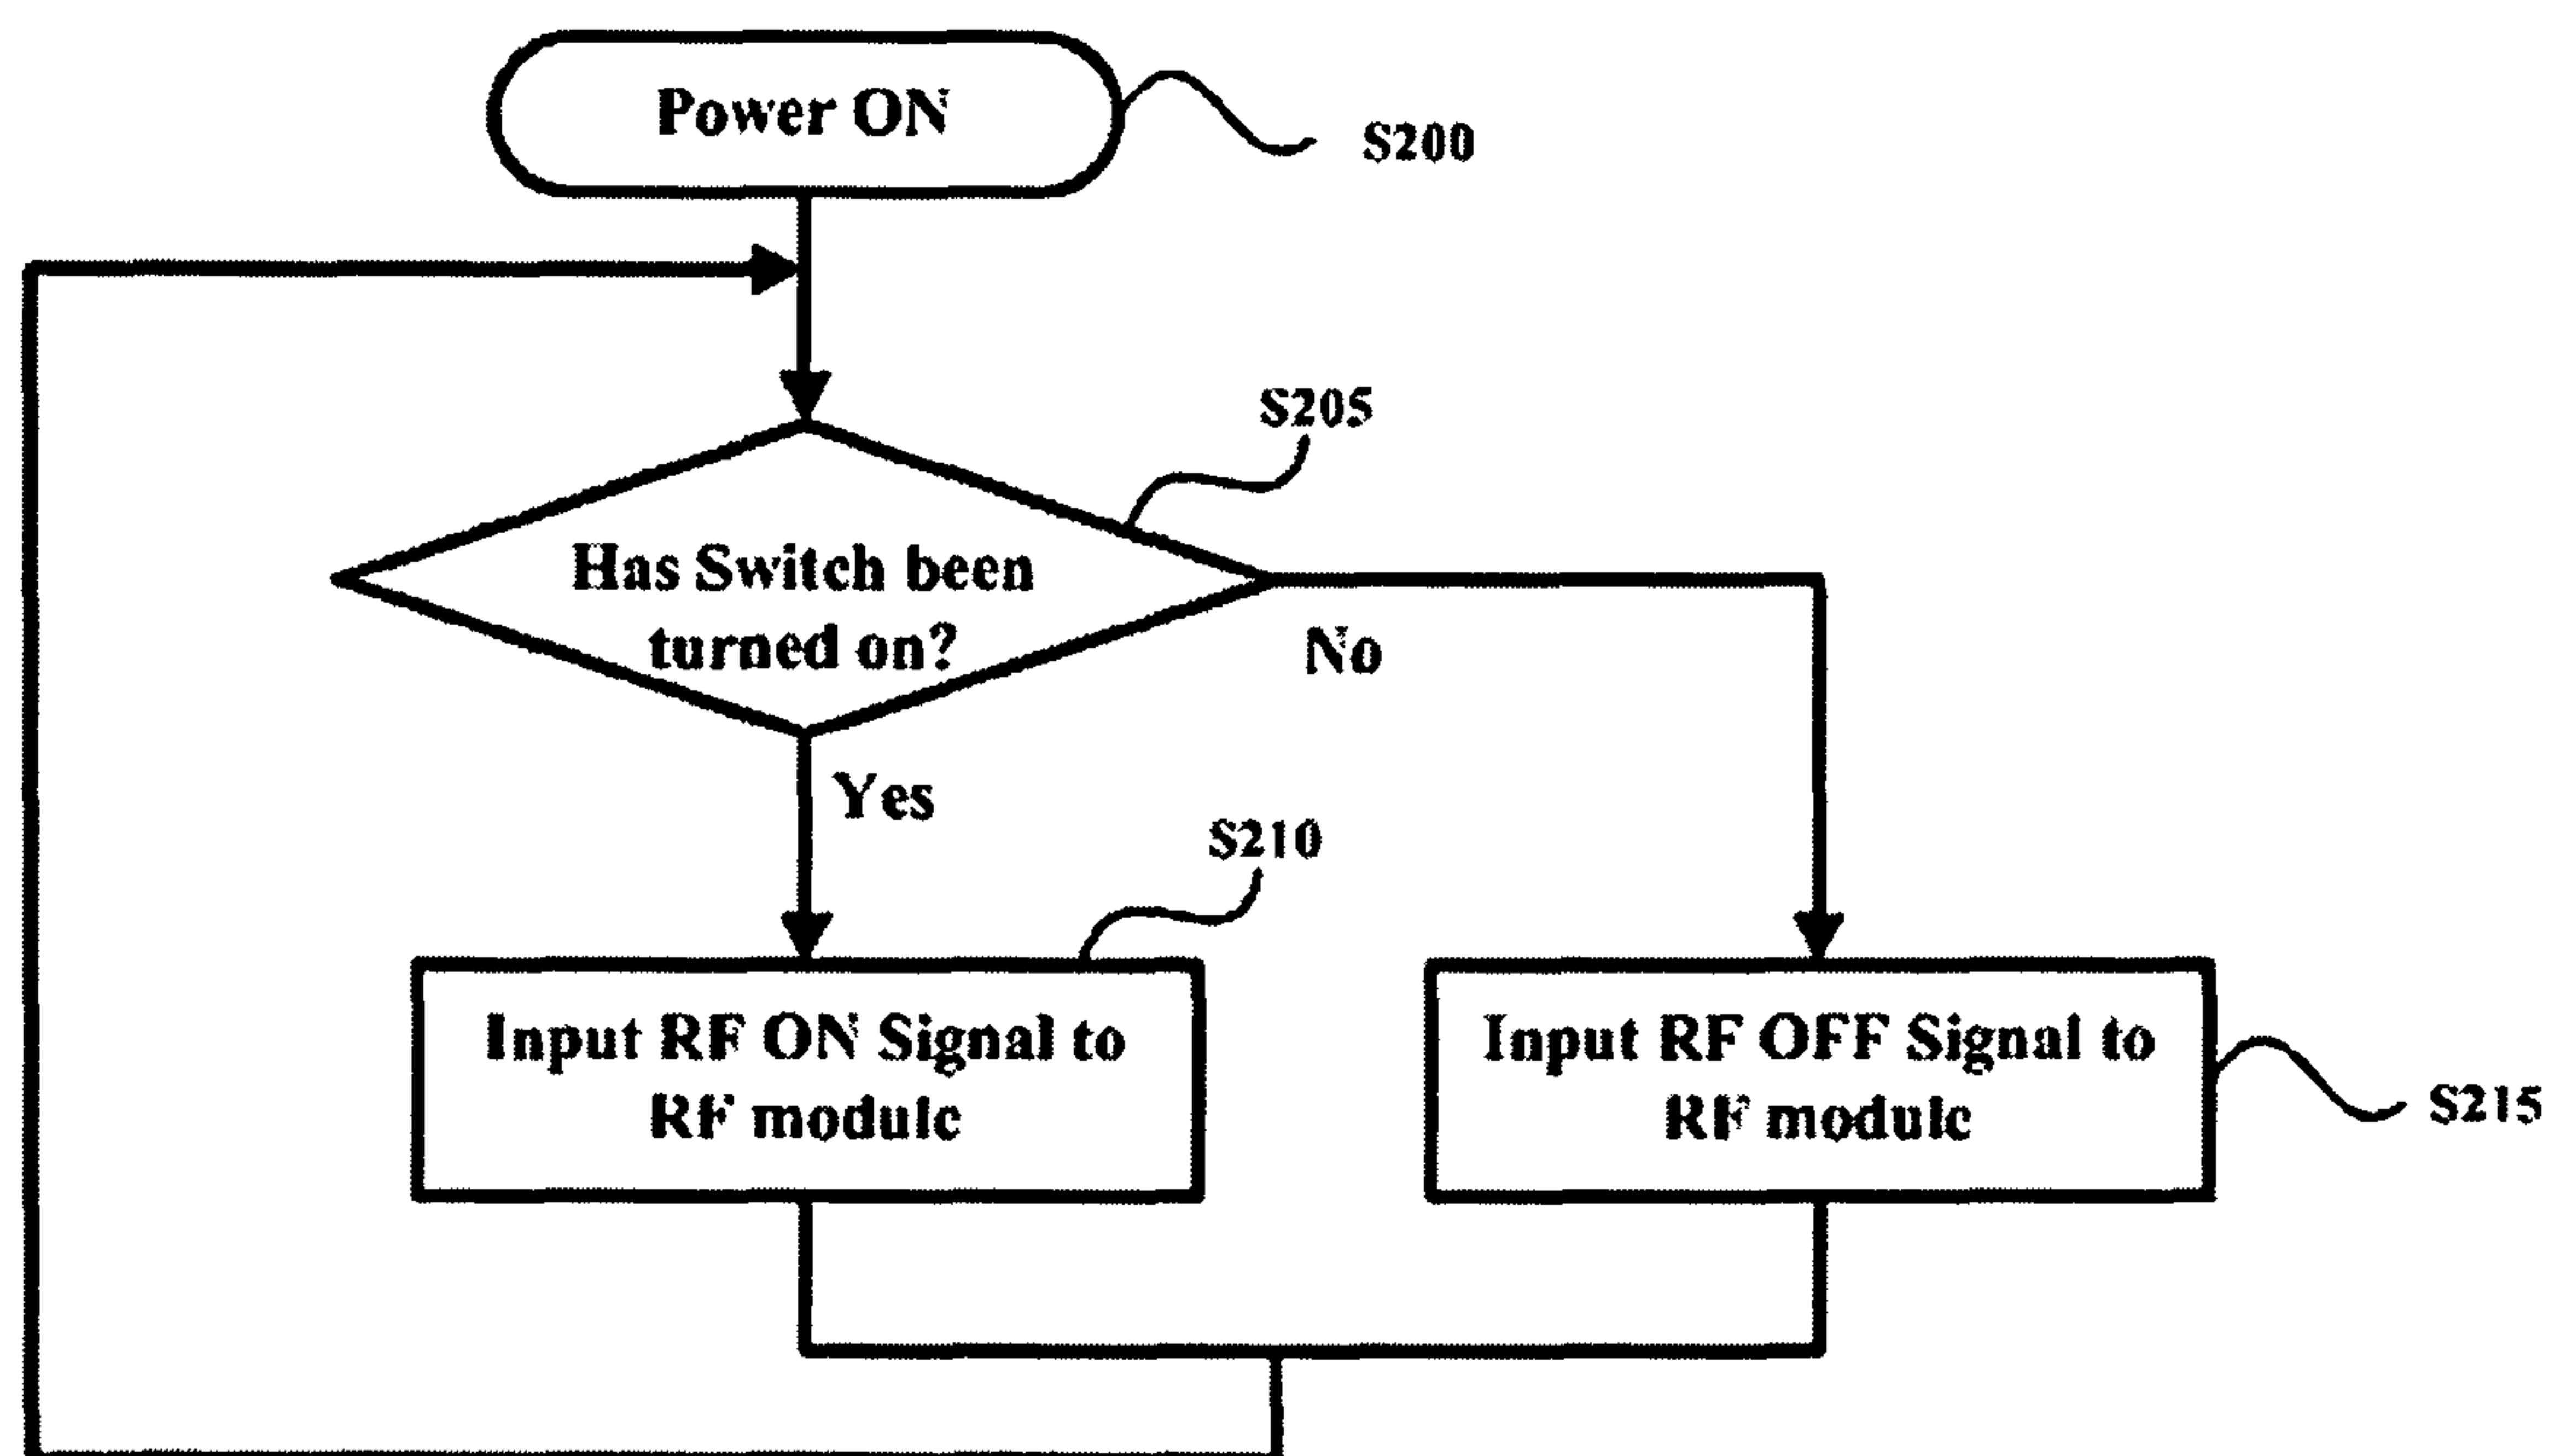 Power ON
S200
S205
Has Switch been
turned on?
No
Yes
S210
Input RF ON Signal to
RF module
Input RF OFF Signal to
RF module
S215